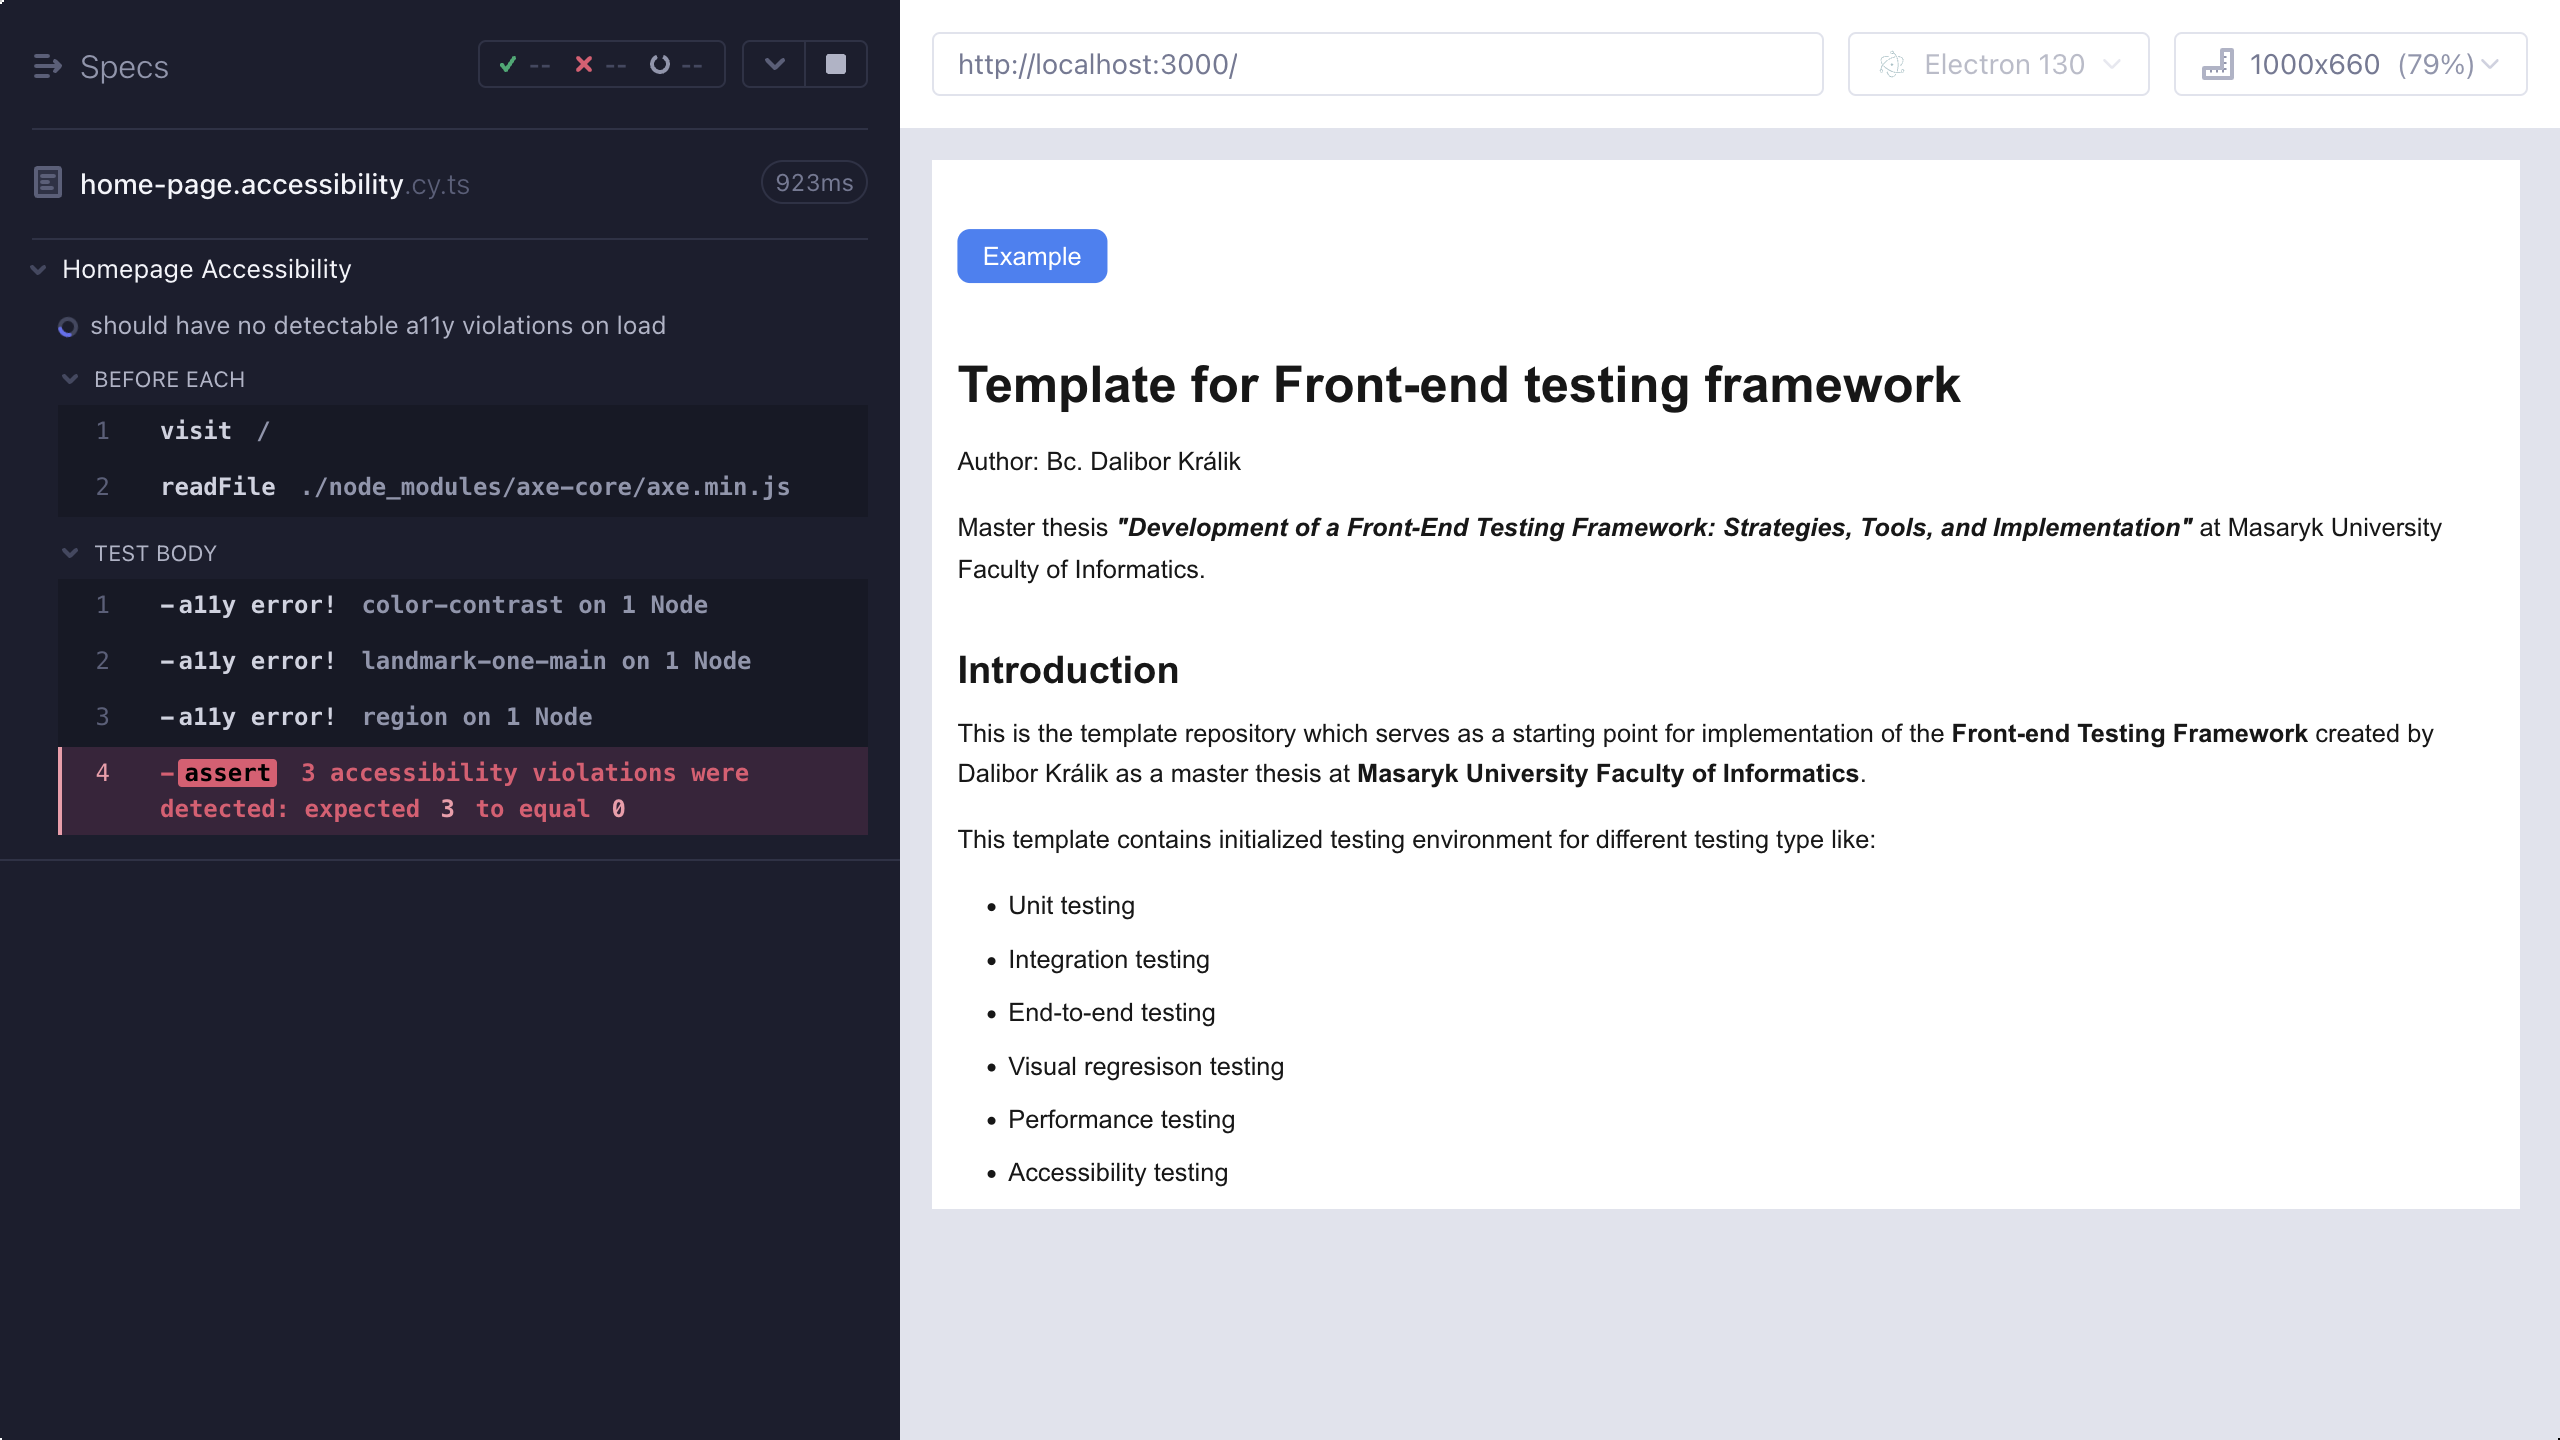 Specs
-- -- --
home-page.accessibility.cy.ts
923ms
Homepage Accessibility
should have no detectable a11y violations on load
BEFORE EACH
1 visit /
2 readFile ./node_modules/axe-core/axe.min.js
TEST BODY
1 -a11y error! color-contrast on 1 Node
2 -a11y error! landmark-one-main on 1 Node
3 -a11y error! region on 1 Node
4 -assert 3 accessibility violations were
detected: expected 3 to equal 0
http://localhost:3000/
Electron 130
1000x660 (79%)
Example
Template for Front-end testing framework
Author: Bc. Dalibor Králik
Master thesis "Development of a Front-End Testing Framework: Strategies, Tools, and Implementation" at Masaryk University
Faculty of Informatics.
Introduction
This is the template repository which serves as a starting point for implementation of the Front-end Testing Framework created by
Dalibor Králik as a master thesis at Masaryk University Faculty of Informatics.
This template contains initialized testing environment for different testing type like:
• Unit testing
• Integration testing
• End-to-end testing
• Visual regresison testing
• Performance testing
• Accessibility testing